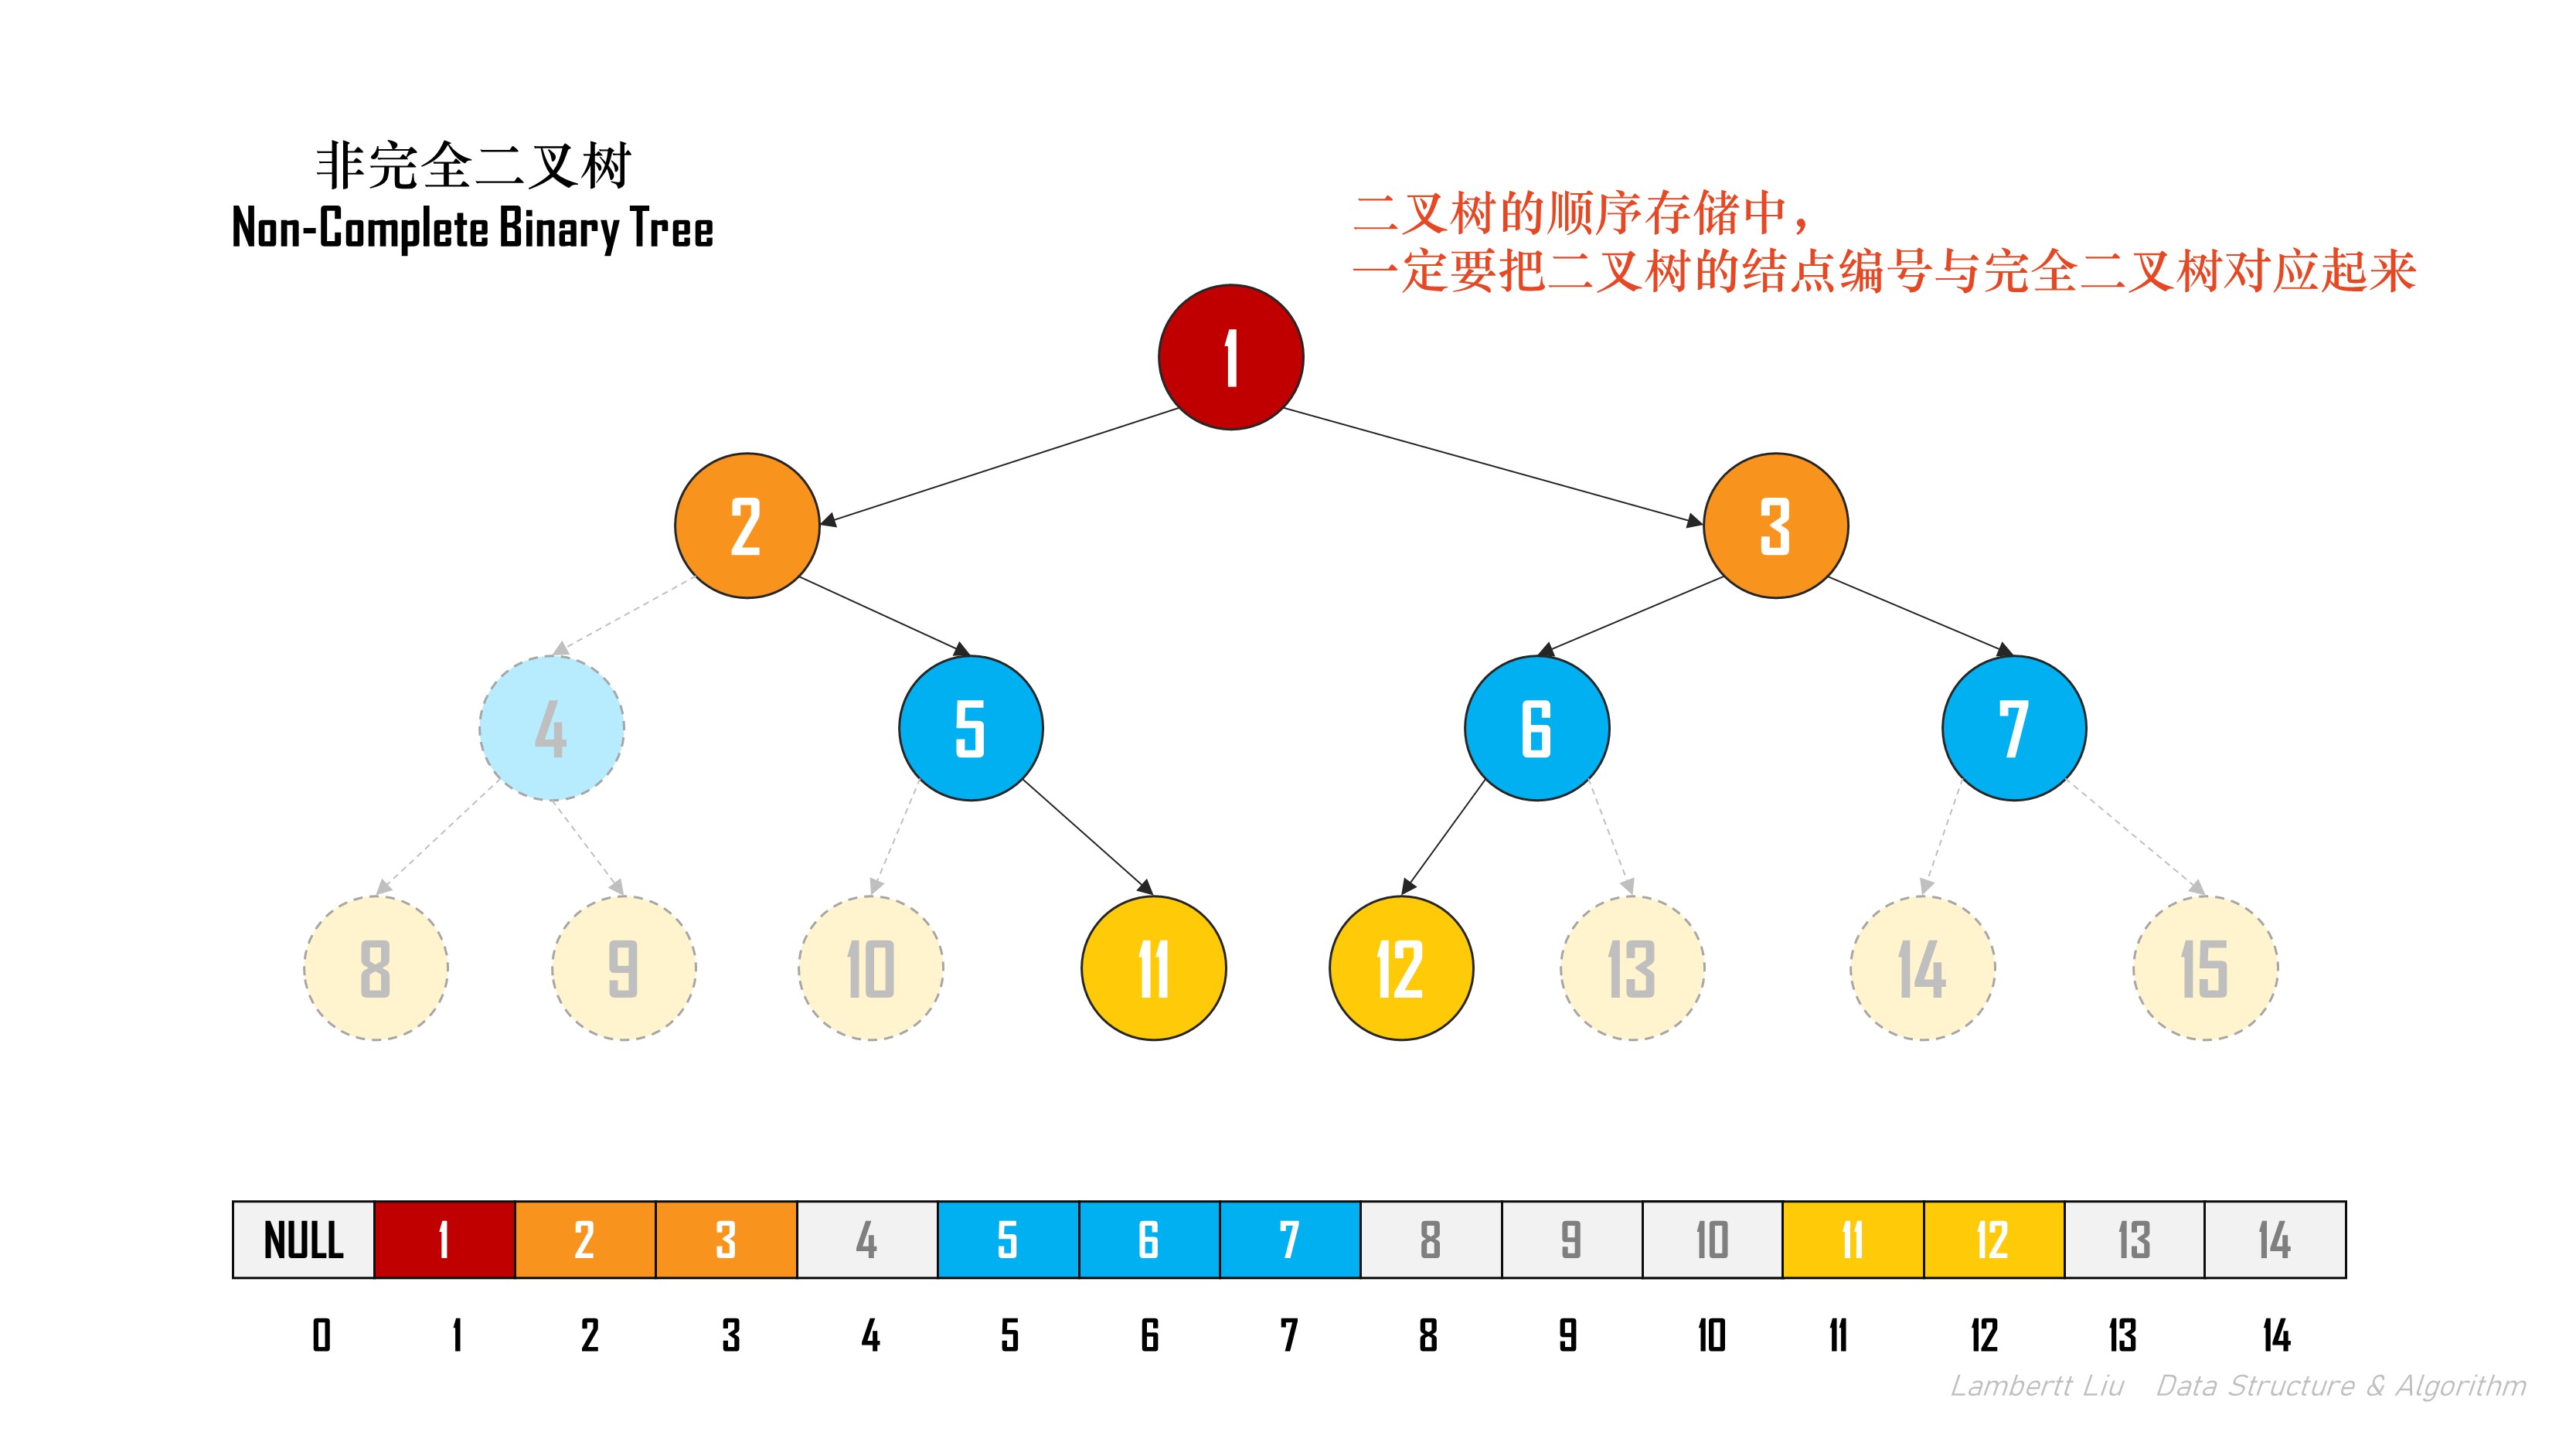 非完全二叉树
Non-Complete Binary Tree
二叉树的顺序存储中，
一定要把二叉树的结点编号与完全二叉树对应起来
1
2 3
4 5 6 7
8 9 10 11 12 13 14 15
NULL 1 2 3 4 5 6 7 8 9 10 11 12 13 14
0 1 2 3 4 5 6 7 8 9 10 11 12 13 14
Lambertt Liu Data Structure & Algorithm